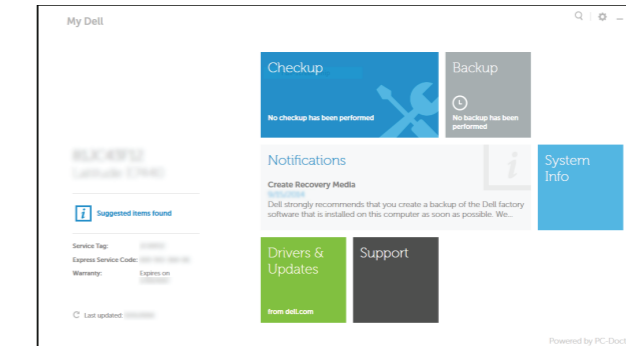 My Dell
Checkup
No checkup has been performed
Backup
No backup has been
performed
Notifications
Create Recovery Media
Dell strongly recommends that you create a backup of the Dell factory
software that is installed on this computer as soon as possible. We...
System
Info
Suggested items found
Service Tag:
Express Service Code:
Warranty:
Expires on
Last updated:
Drivers &
Updates
from dell.com
Support
Powered by PC-Doct